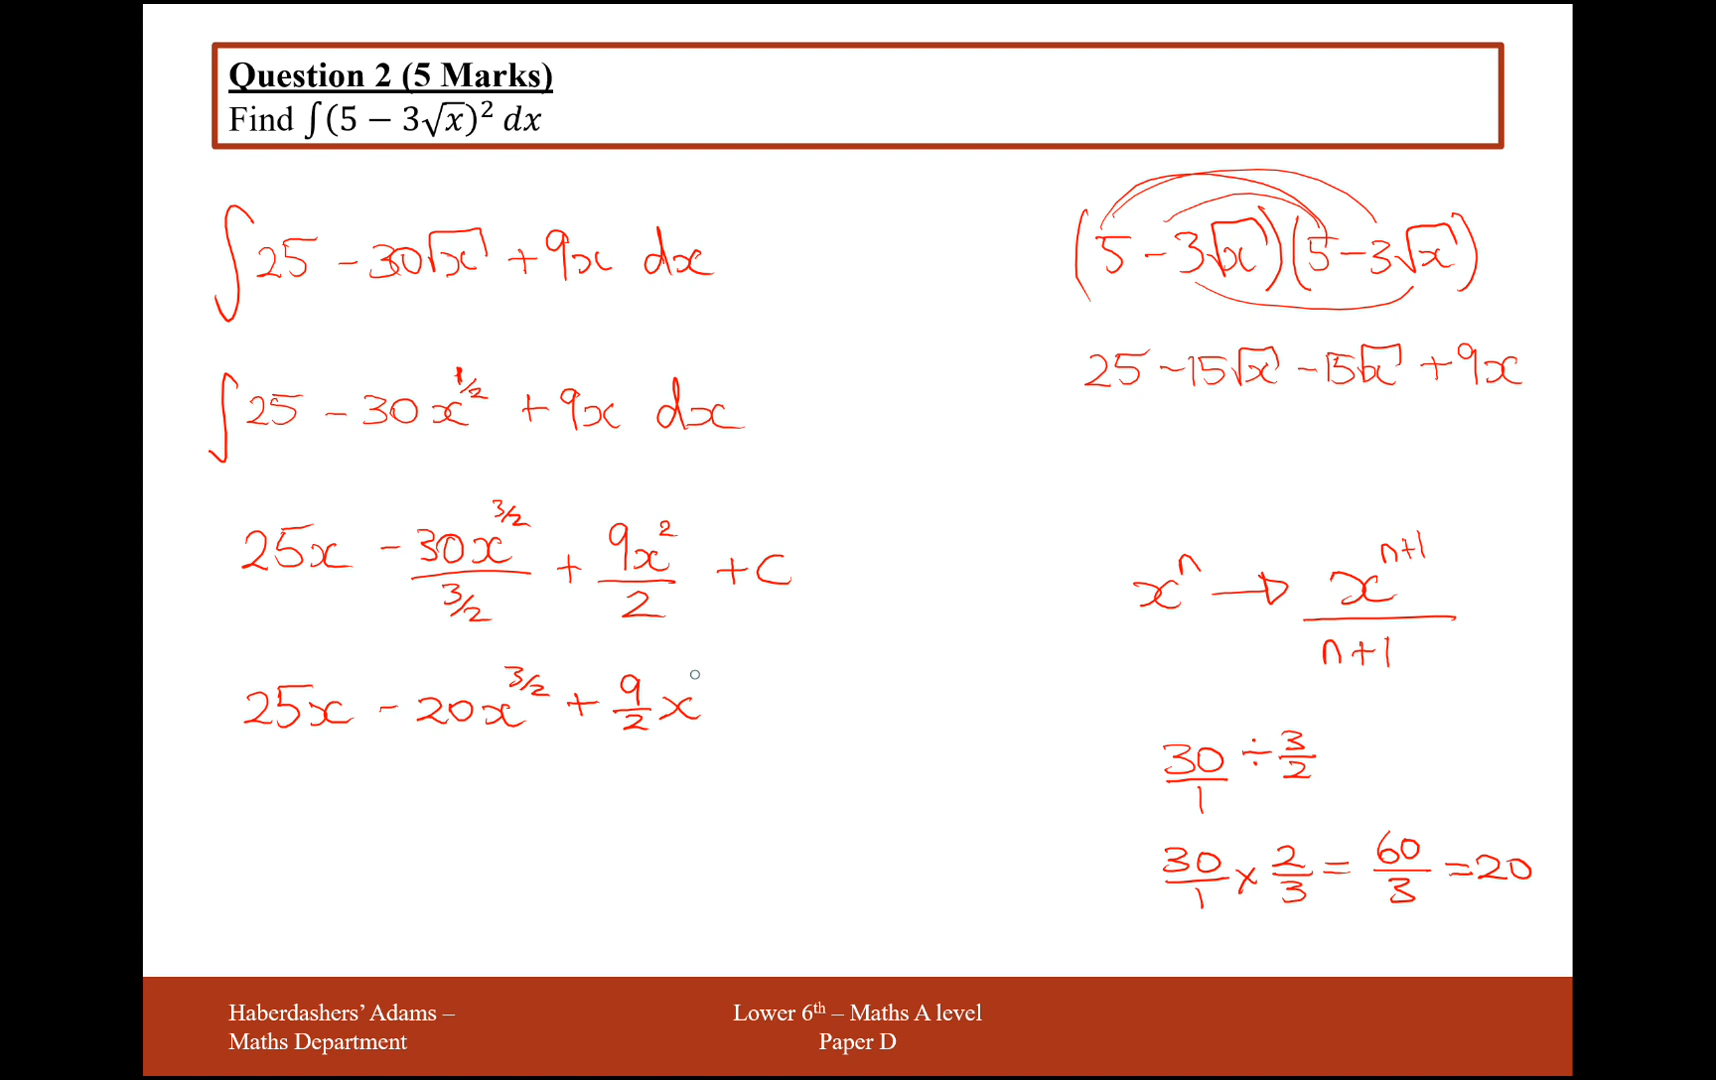 Question 2 (5 Marks)
Find ∫(5 − 3√x)² dx
∫25 − 30√x + 9x dx
∫25 − 30x^1/2 + 9x dx
25x − 30x^3/2 / 3/2 + 9x² / 2 + C
25x − 20x^3/2 + 9/2 x
(5 − 3√x)(5 − 3√x)
25 − 15√x − 15√x + 9x
xⁿ → x^n+1 / n+1
30/1 ÷ 3/2
30/1 × 2/3 = 60/3 = 20
Haberdashers’ Adams –
Maths Department
Lower 6th – Maths A level
Paper D